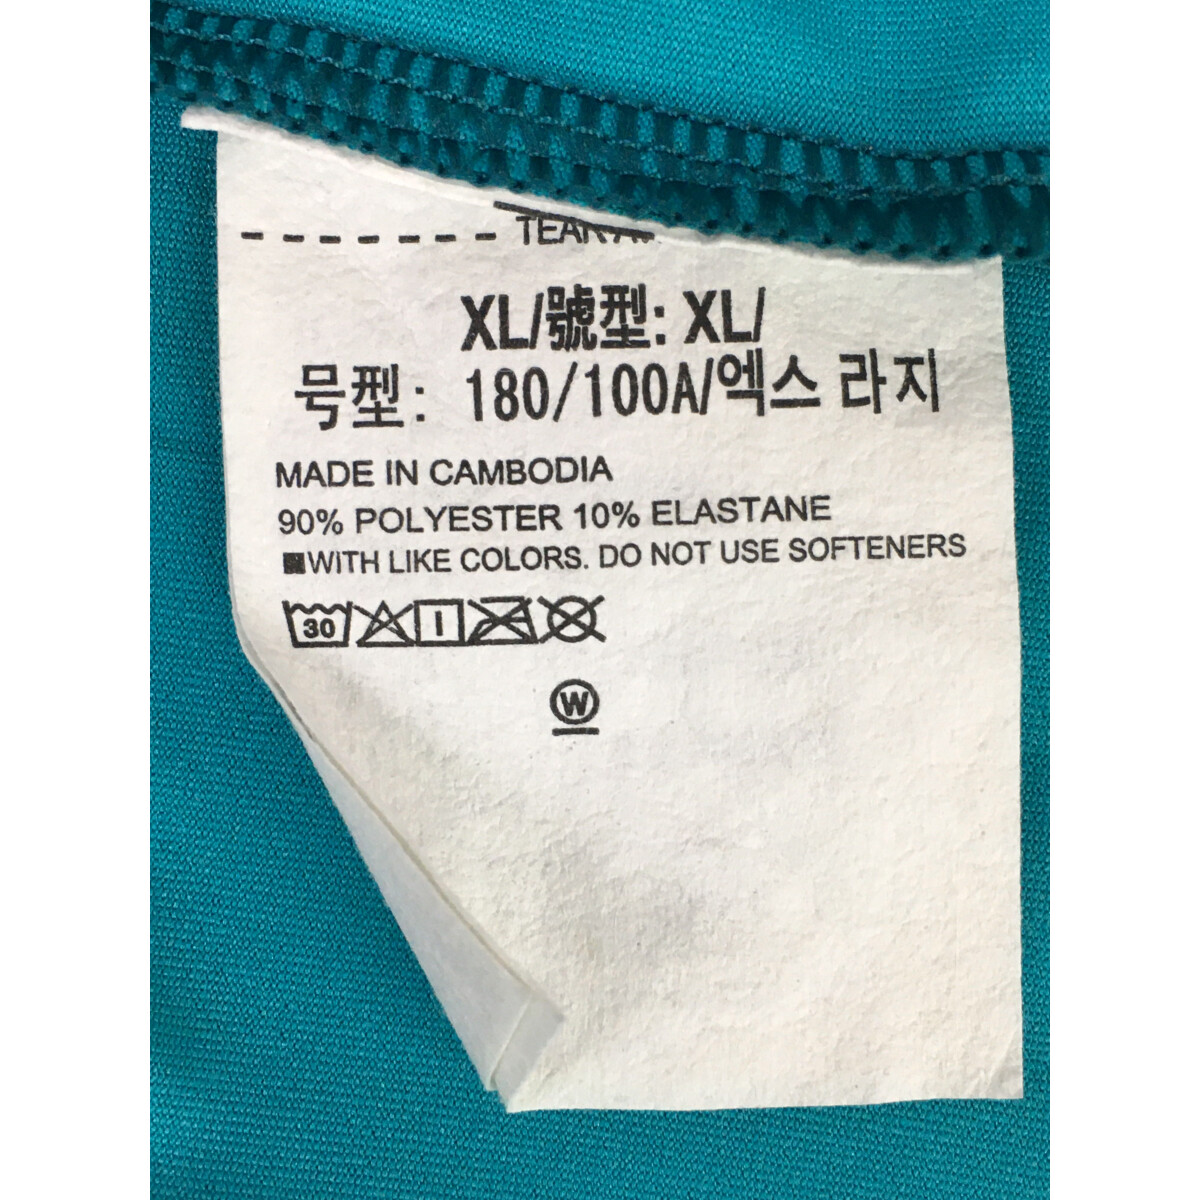 XL/號型: XL/
号型: 180/100A/엑스 라지
MADE IN CAMBODIA
90% POLYESTER 10% ELASTANE
■WITH LIKE COLORS. DO NOT USE SOFTENERS
30
W